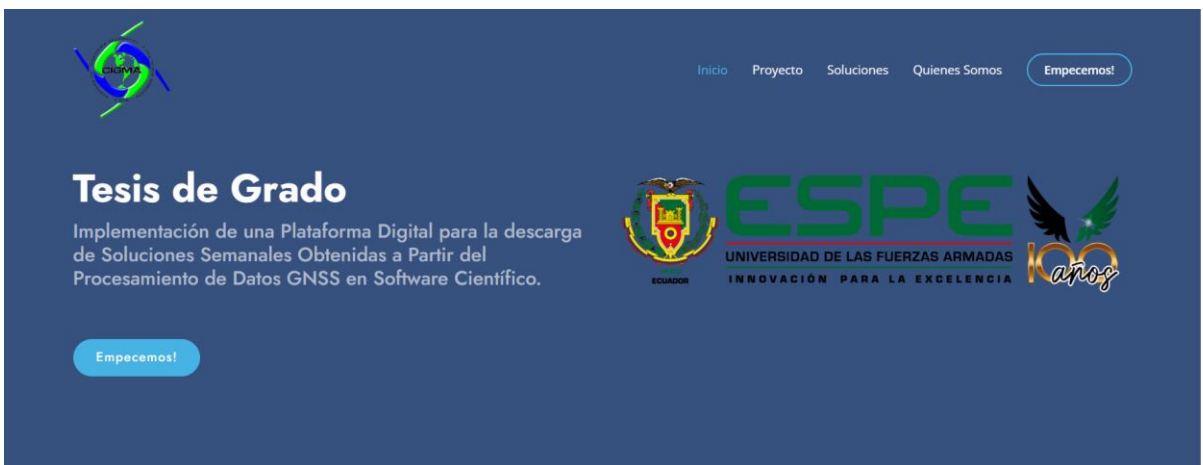 CIGMA
Inicio Proyecto Soluciones Quienes Somos Empecemos!
Tesis de Grado
Implementación de una Plataforma Digital para la descarga
de Soluciones Semanales Obtenidas a Partir del
Procesamiento de Datos GNSS en Software Científico.
Empecemos!
ECUADOR
ESPE
UNIVERSIDAD DE LAS FUERZAS ARMADAS
INNOVACIÓN PARA LA EXCELENCIA
100
años